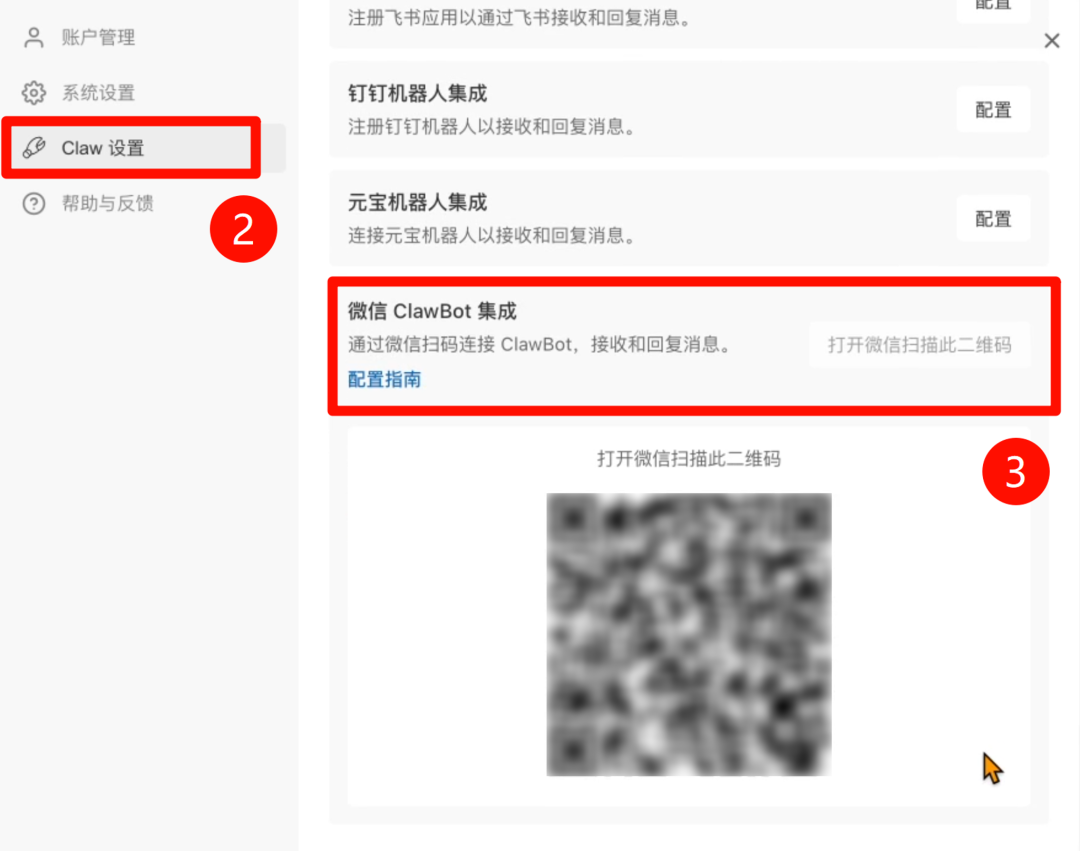 账户管理
系统设置
Claw 设置
帮助与反馈
2
注册飞书应用以通过飞书接收和回复消息。
配置
钉钉机器人集成
注册钉钉机器人以接收和回复消息。
配置
元宝机器人集成
连接元宝机器人以接收和回复消息。
配置
微信 ClawBot 集成
通过微信扫码连接 ClawBot，接收和回复消息。
打开微信扫描此二维码
配置指南
打开微信扫描此二维码
3